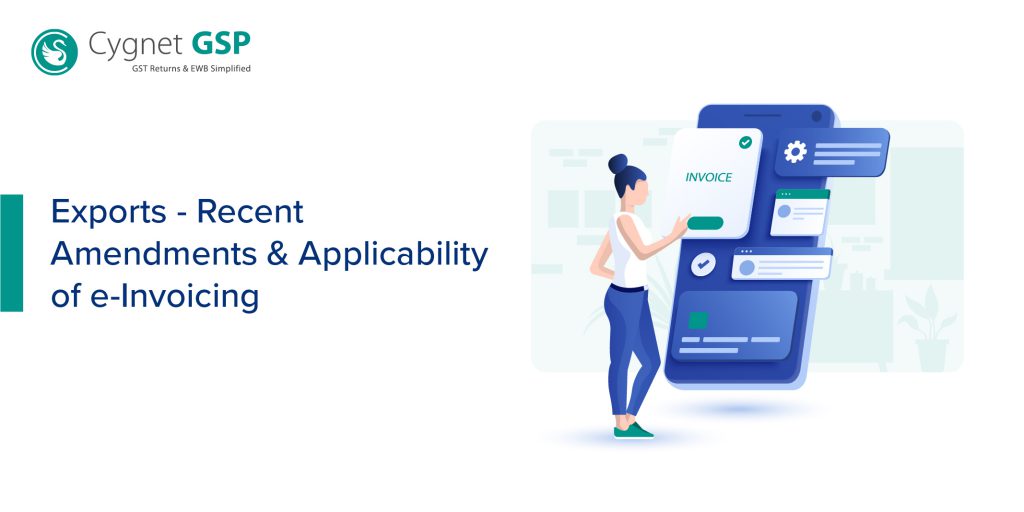 Cygnet GSP
GST Returns & EWB Simplified
Exports - Recent
Amendments & Applicability
of e-Invoicing
INVOICE